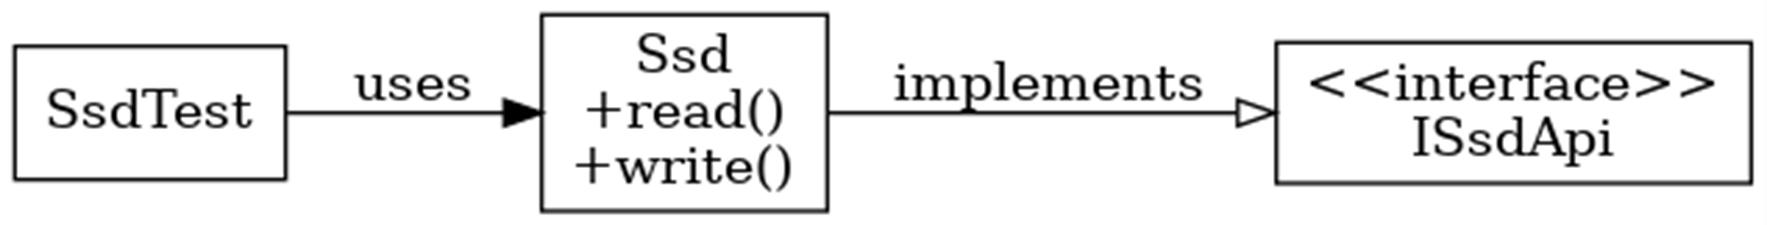 SsdTest
uses
Ssd
+read()
+write()
implements
<<interface>>
ISsdApi